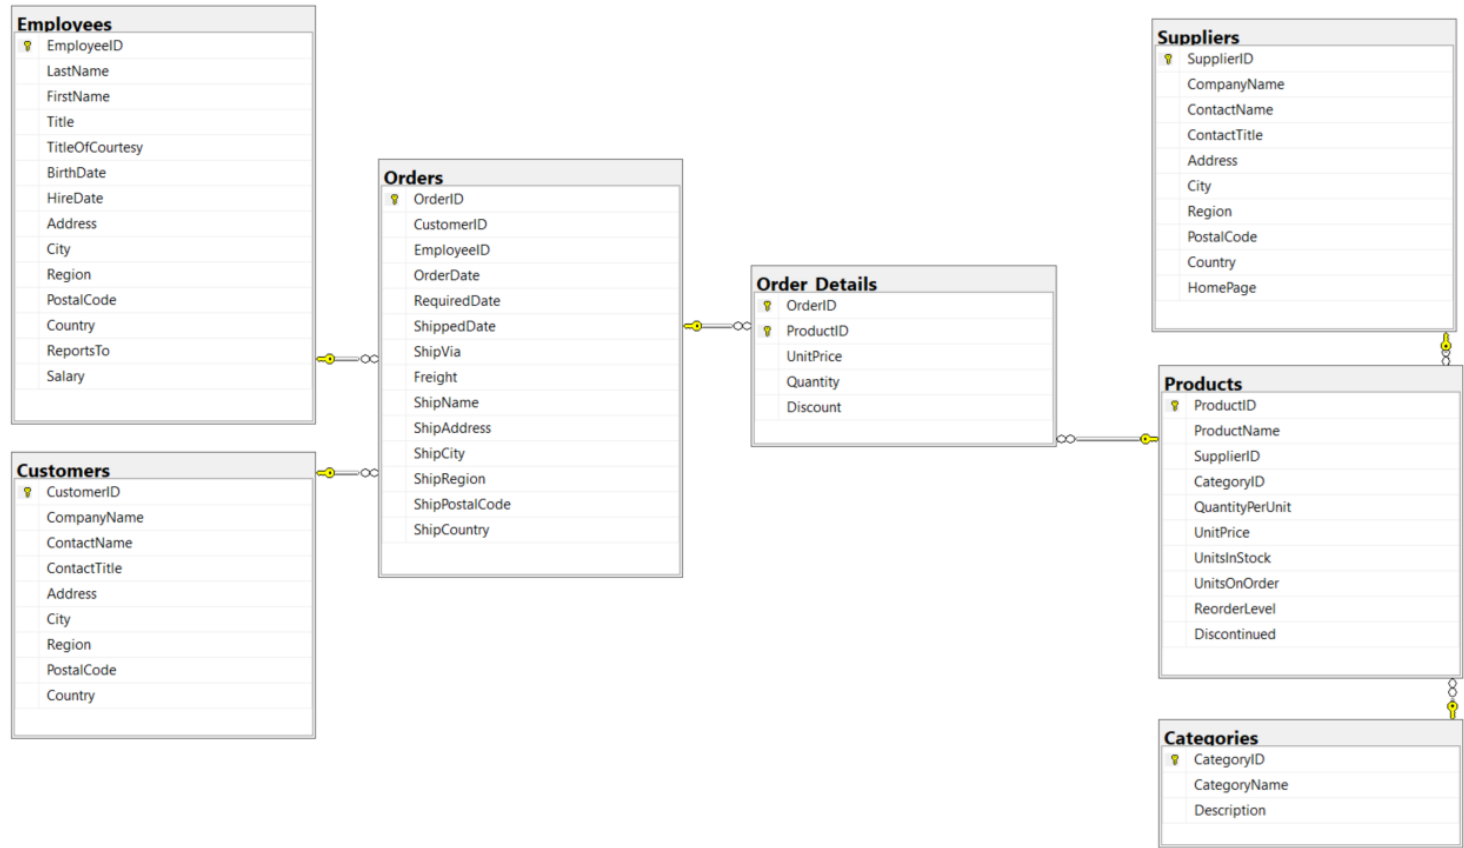 Employees
EmployeeID
LastName
FirstName
Title
TitleOfCourtesy
BirthDate
HireDate
Address
City
Region
PostalCode
Country
ReportsTo
Salary
Customers
CustomerID
CompanyName
ContactName
ContactTitle
Address
City
Region
PostalCode
Country
Orders
OrderID
CustomerID
EmployeeID
OrderDate
RequiredDate
ShippedDate
ShipVia
Freight
ShipName
ShipAddress
ShipCity
ShipRegion
ShipPostalCode
ShipCountry
Order Details
OrderID
ProductID
UnitPrice
Quantity
Discount
Suppliers
SupplierID
CompanyName
ContactName
ContactTitle
Address
City
Region
PostalCode
Country
HomePage
Products
ProductID
ProductName
SupplierID
CategoryID
QuantityPerUnit
UnitPrice
UnitsInStock
UnitsOnOrder
ReorderLevel
Discontinued
Categories
CategoryID
CategoryName
Description